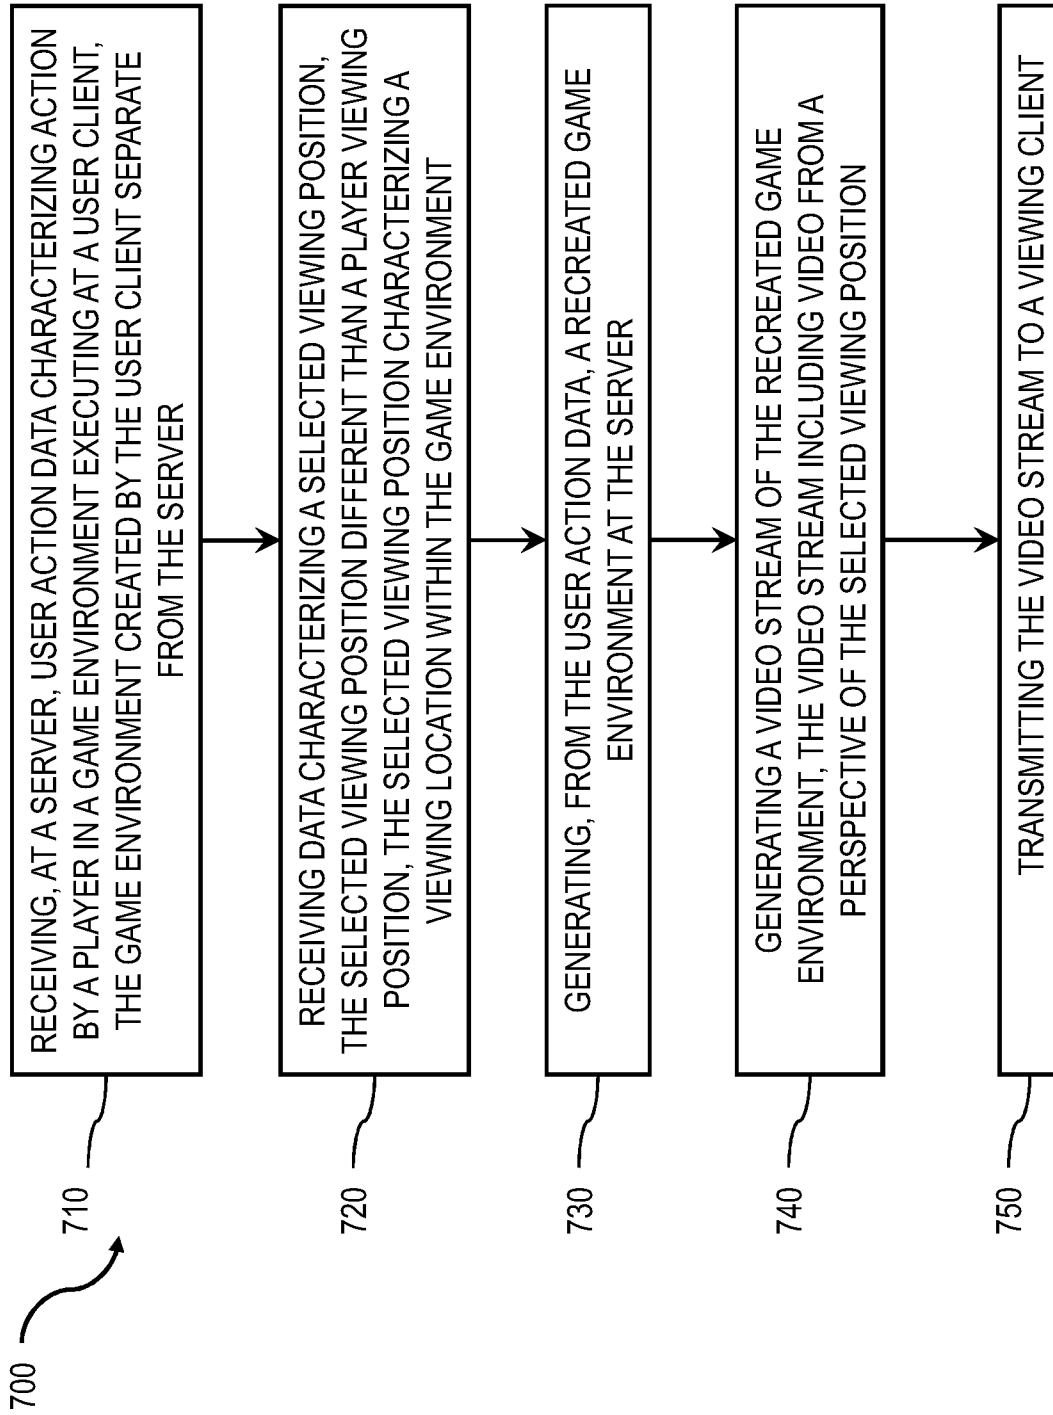 700
710
RECEIVING, AT A SERVER, USER ACTION DATA CHARACTERIZING ACTION
BY A PLAYER IN A GAME ENVIRONMENT EXECUTING AT A USER CLIENT,
THE GAME ENVIRONMENT CREATED BY THE USER CLIENT SEPARATE
FROM THE SERVER
720
RECEIVING DATA CHARACTERIZING A SELECTED VIEWING POSITION,
THE SELECTED VIEWING POSITION DIFFERENT THAN A PLAYER VIEWING
POSITION, THE SELECTED VIEWING POSITION CHARACTERIZING A
VIEWING LOCATION WITHIN THE GAME ENVIRONMENT
730
GENERATING, FROM THE USER ACTION DATA, A RECREATED GAME
ENVIRONMENT AT THE SERVER
740
GENERATING A VIDEO STREAM OF THE RECREATED GAME
ENVIRONMENT, THE VIDEO STREAM INCLUDING VIDEO FROM A
PERSPECTIVE OF THE SELECTED VIEWING POSITION
750
TRANSMITTING THE VIDEO STREAM TO A VIEWING CLIENT